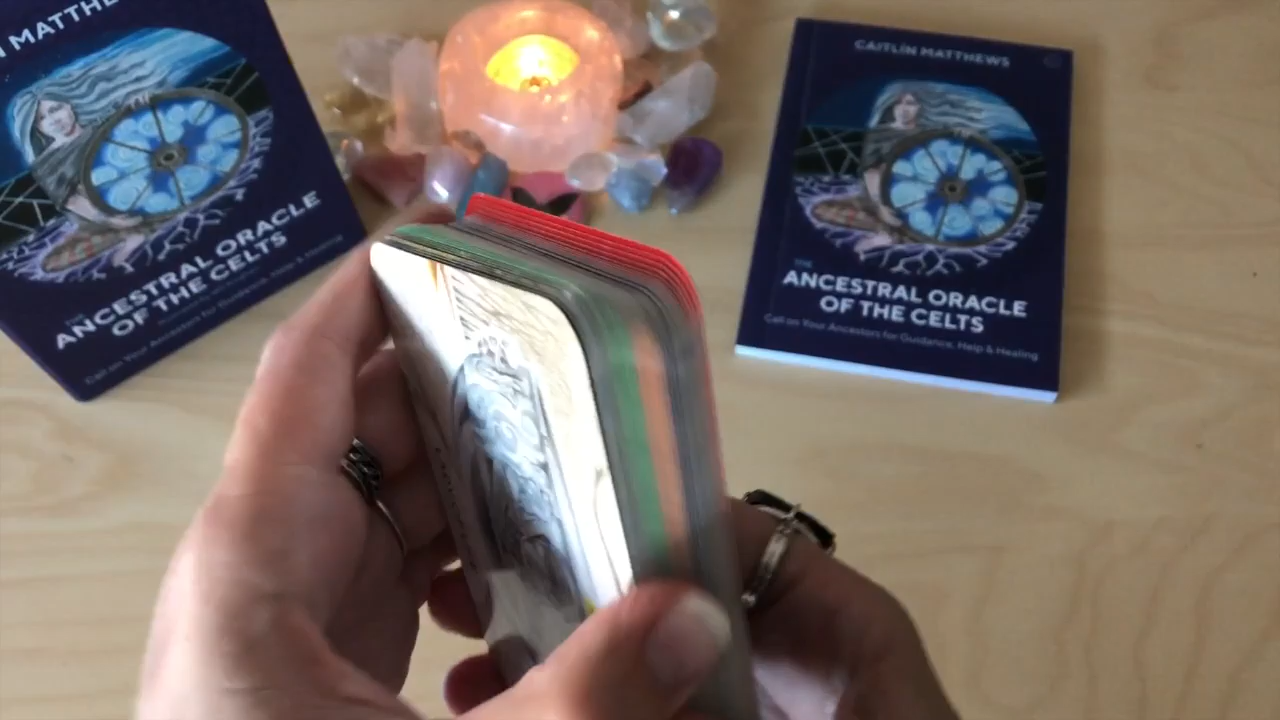 N MATTHE
ANCESTRAL ORACLE
OF THE CELTS
Call on Your Ancestors for Guidance, Help & Healing
CAITLÍN MATTHEWS
THE
ANCESTRAL ORACLE
OF THE CELTS
Call on Your Ancestors for Guidance, Help & Healing